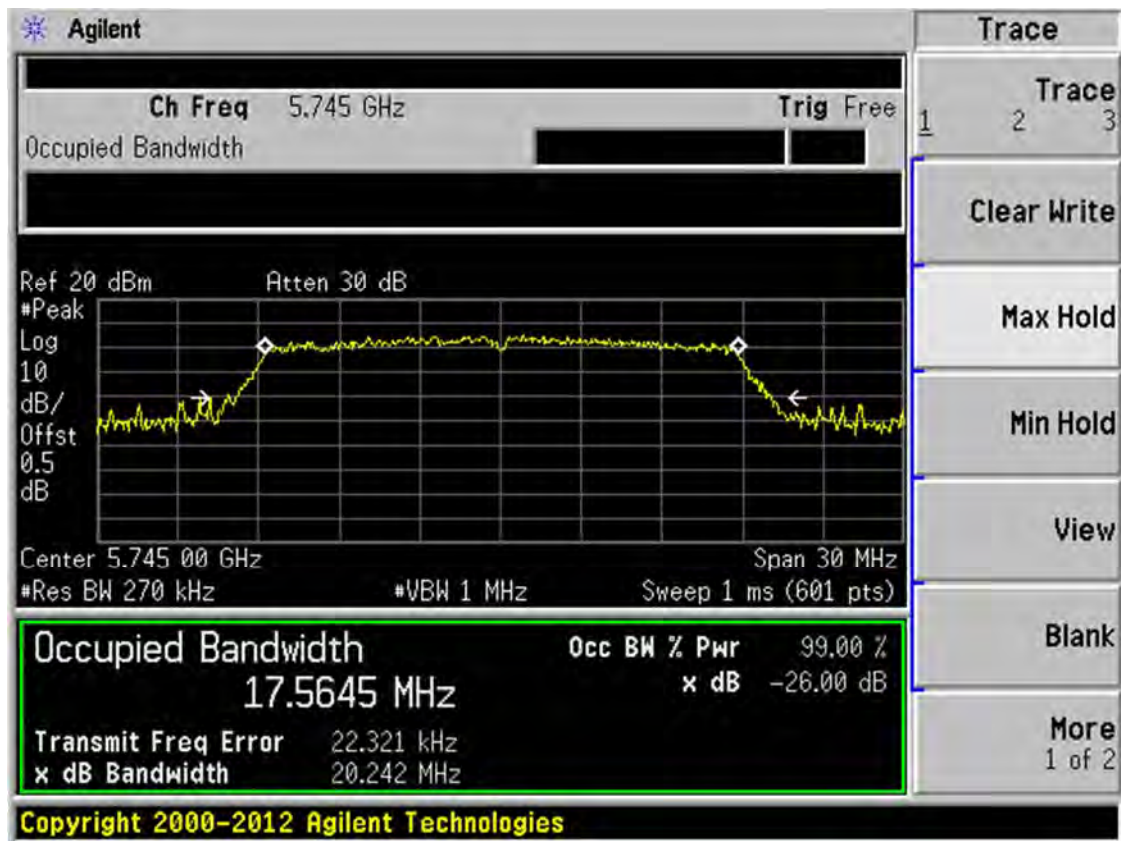 Agilent
Ch Freq 5.745 GHz Trig Free
Occupied Bandwidth
Ref 20 dBm Atten 30 dB
#Peak
Log
10
dB/
Offst
0.5
dB
Center 5.745 00 GHz Span 30 MHz
#Res BW 270 kHz #VBW 1 MHz Sweep 1 ms (601 pts)
Occupied Bandwidth Occ BW % Pwr 99.00 %
17.5645 MHz x dB -26.00 dB
Transmit Freq Error 22.321 kHz
x dB Bandwidth 20.242 MHz
Copyright 2000-2012 Agilent Technologies
Trace
Trace
1 2 3
Clear Write
Max Hold
Min Hold
View
Blank
More
1 of 2